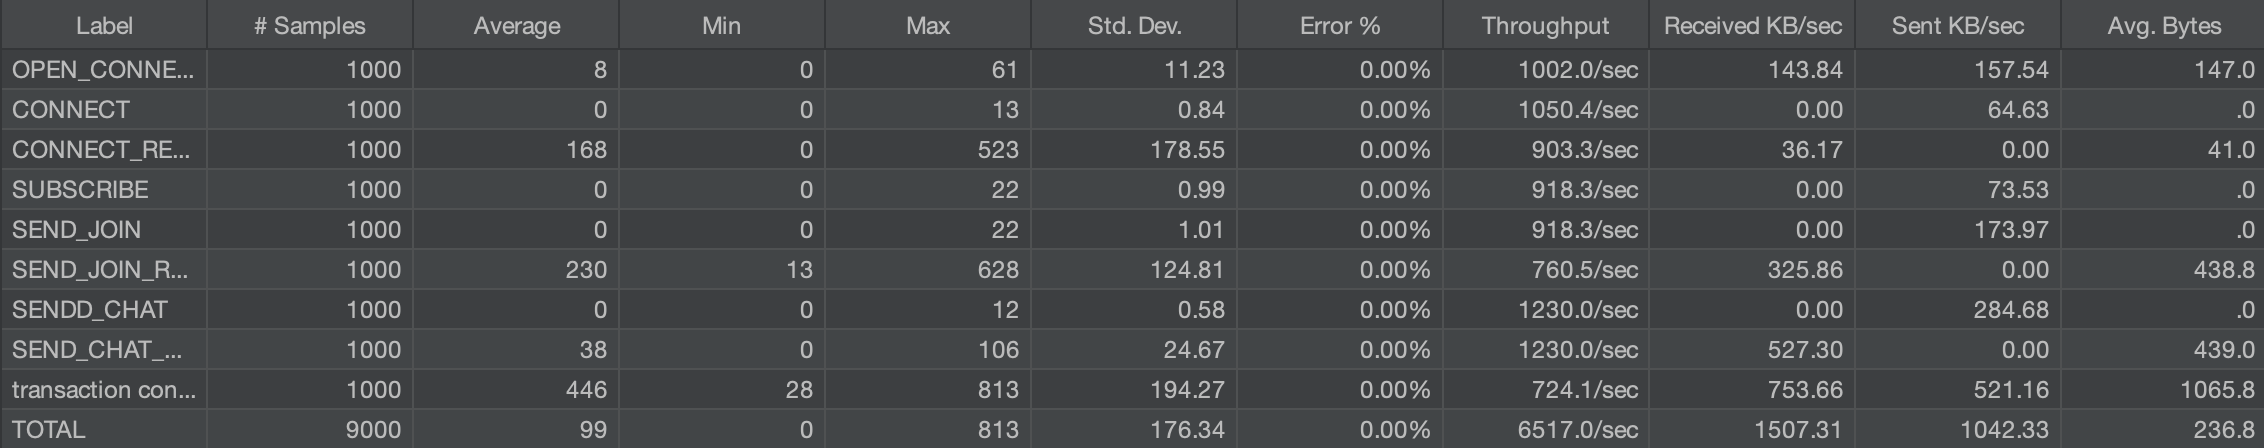 Label # Samples Average Min Max Std. Dev. Error % Throughput Received KB/sec Sent KB/sec Avg. Bytes
OPEN_CONNE... 1000 8 0 61 11.23 0.00% 1002.0/sec 143.84 157.54 147.0
CONNECT 1000 0 0 13 0.84 0.00% 1050.4/sec 0.00 64.63 .0
CONNECT_RE... 1000 168 0 523 178.55 0.00% 903.3/sec 36.17 0.00 41.0
SUBSCRIBE 1000 0 0 22 0.99 0.00% 918.3/sec 0.00 73.53 .0
SEND_JOIN 1000 0 0 22 1.01 0.00% 918.3/sec 0.00 173.97 .0
SEND_JOIN_R... 1000 230 13 628 124.81 0.00% 760.5/sec 325.86 0.00 438.8
SENDD_CHAT 1000 0 0 12 0.58 0.00% 1230.0/sec 0.00 284.68 .0
SEND_CHAT_... 1000 38 0 106 24.67 0.00% 1230.0/sec 527.30 0.00 439.0
transaction con... 1000 446 28 813 194.27 0.00% 724.1/sec 753.66 521.16 1065.8
TOTAL 9000 99 0 813 176.34 0.00% 6517.0/sec 1507.31 1042.33 236.8